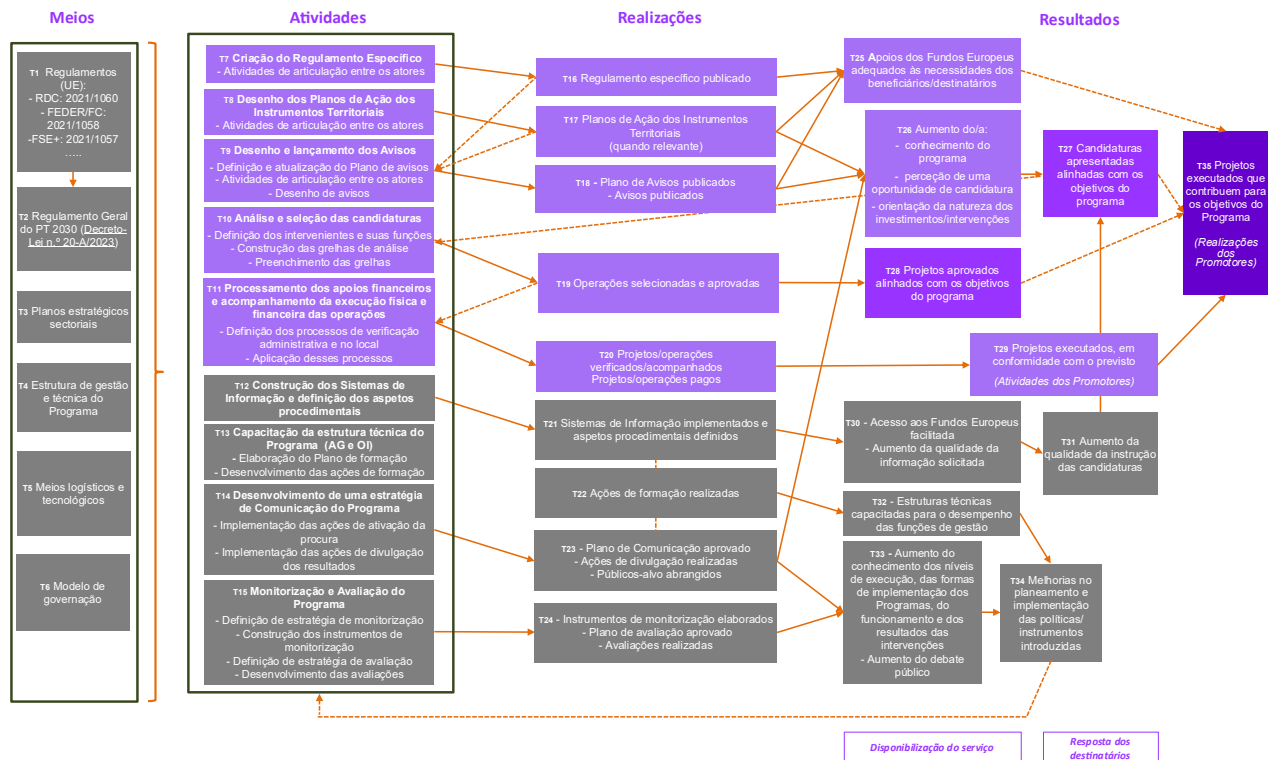 Meios
Atividades
Realizações
Resultados
T1 Regulamentos
(UE):
- RDC: 2021/1060
- FEDER/FC:
2021/1058
-FSE+: 2021/1057
…..
T2 Regulamento Geral
do PT 2030 (Decreto-
Lei n.º 20-A/2023)
T3 Planos estratégicos
sectoriais
T4 Estrutura de gestão
e técnica do
Programa
T5 Meios logísticos e
tecnológicos
T6 Modelo de
governação
T7 Criação do Regulamento Específico
- Atividades de articulação entre os atores
T8 Desenho dos Planos de Ação dos
Instrumentos Territoriais
- Atividades de articulação entre os atores
T9 Desenho e lançamento dos Avisos
- Definição e atualização do Plano de avisos
- Atividades de articulação entre os atores
- Desenho de avisos
T10 Análise e seleção das candidaturas
- Definição dos intervenientes e suas funções
- Construção das grelhas de análise
- Preenchimento das grelhas
T11 Processamento dos apoios financeiros
e acompanhamento da execução física e
financeira das operações
- Definição dos processos de verificação
administrativa e no local
- Aplicação desses processos
T12 Construção dos Sistemas de
Informação e definição dos aspetos
procedimentais
T13 Capacitação da estrutura técnica do
Programa (AG e OI)
- Elaboração do Plano de formação
- Desenvolvimento das ações de formação
T14 Desenvolvimento de uma estratégia
de Comunicação do Programa
- Implementação das ações de ativação da
procura
- Implementação das ações de divulgação
dos resultados
T15 Monitorização e Avaliação do
Programa
- Definição de estratégia de monitorização
- Construção dos instrumentos de
monitorização
- Definição de estratégia de avaliação
- Desenvolvimento das avaliações
T16 Regulamento específico publicado
T17 Planos de Ação dos Instrumentos
Territoriais
(quando relevante)
T18 - Plano de Avisos publicados
- Avisos publicados
T19 Operações selecionadas e aprovadas
T20 Projetos/operações
verificados/acompanhados
Projetos/operações pagos
T21 Sistemas de Informação implementados e
aspetos procedimentais definidos
T22 Ações de formação realizadas
T23 - Plano de Comunicação aprovado
- Ações de divulgação realizadas
- Públicos-alvo abrangidos
T24 - Instrumentos de monitorização elaborados
- Plano de avaliação aprovado
- Avaliações realizadas
T25 Apoios dos Fundos Europeus
adequados às necessidades dos
beneficiários/destinatários
T26 Aumento do/a:
- conhecimento do
programa
- perceção de uma
oportunidade de candidatura
- orientação da natureza dos
investimentos/intervenções
T27
Candidaturas
apresentadas
alinhadas com os
objetivos do
programa
T28 Projetos aprovados
alinhados com os objetivos
do programa
T29 Projetos executados, em
conformidade com o previsto
(Atividades dos Promotores)
T30 - Acesso aos Fundos Europeus
facilitada
- Aumento da qualidade da
informação solicitada
T31 Aumento da
qualidade da instrução
das candidaturas
T32 - Estruturas técnicas
capacitadas para o desempenho
das funções de gestão
T33 - Aumento do
conhecimento dos níveis
de execução, das formas
de implementação dos
Programas, do
funcionamento e dos
resultados das
intervenções
- Aumento do debate
público
T34 Melhorias no
planeamento e
implementação
das políticas/
instrumentos
introduzidas
T35 Projetos
executados que
contribuem para
os objetivos do
Programa
(Realizações
dos
Promotores)
Disponibilização do serviço
Resposta dos
destinatários